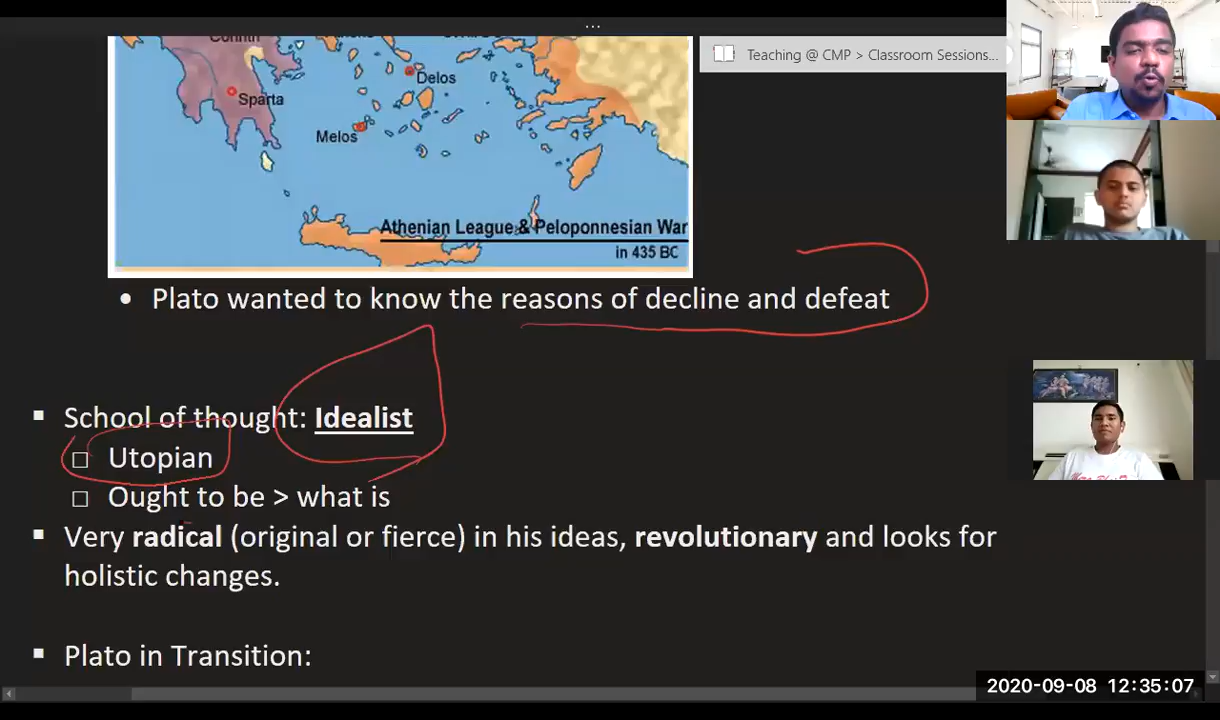 ...
Corinth
Teaching @ CMP > Classroom Sessions...
Delos
Sparta
Melos
Athenian League & Peloponnesian War
in 435 BC
• Plato wanted to know the reasons of decline and defeat
▪ School of thought: Idealist
□ Utopian
□ Ought to be > what is
▪ Very radical (original or fierce) in his ideas, revolutionary and looks for
holistic changes.
▪ Plato in Transition:
2020-09-08 12:35:07